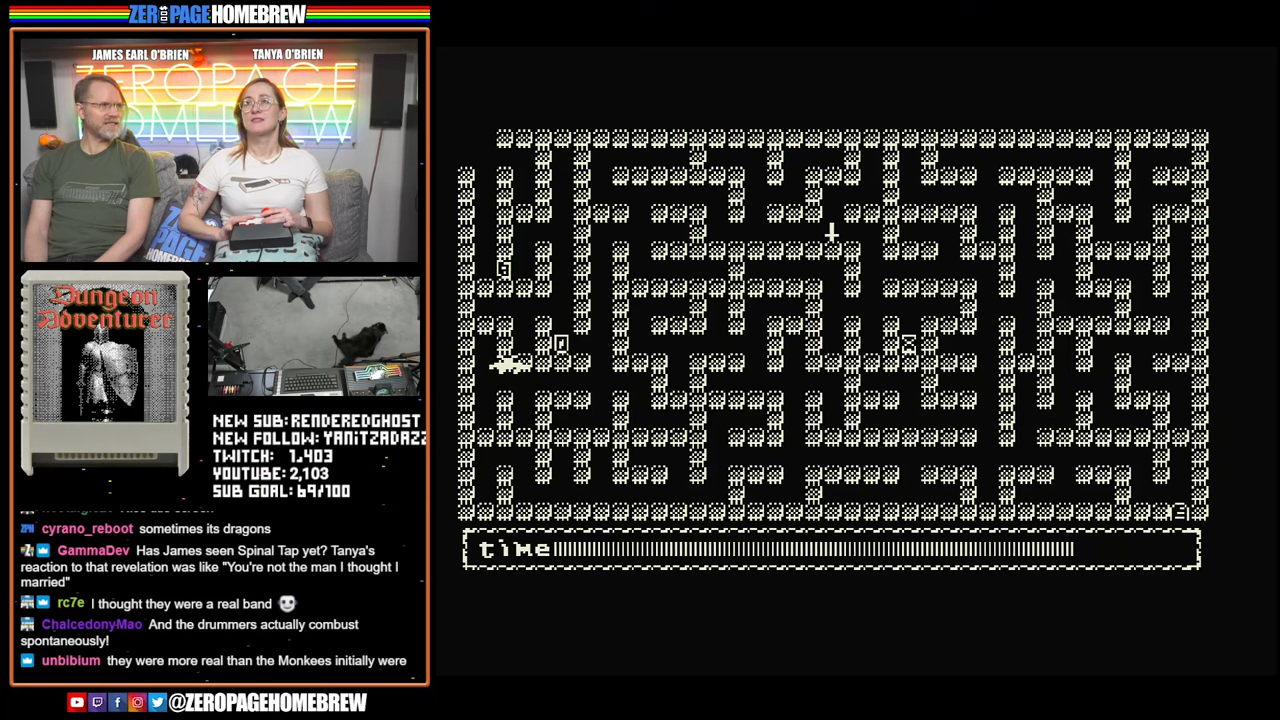 ZEROPAGE HOMEBREW
JAMES EARL O'BRIEN
TANYA O'BRIEN
ZEROPAGE
HOMEBREW
Dungeon
Adventurer
NEW SUB: RENDEREDGHOST
NEW FOLLOW: YANITZADAZZ
TWITCH: 1,403
YOUTUBE: 2,103
SUB GOAL: 69/100
cyrano_reboot sometimes its dragons
GammaDev Has James seen Spinal Tap yet? Tanya's
reaction to that revelation was like "You're not the man I thought I
married"
rc7e I thought they were a real band
ChalcedonyMao And the drummers actually combust
spontaneously!
unbibium they were more real than the Monkees initially were
@ZEROPAGEHOMEBREW
time